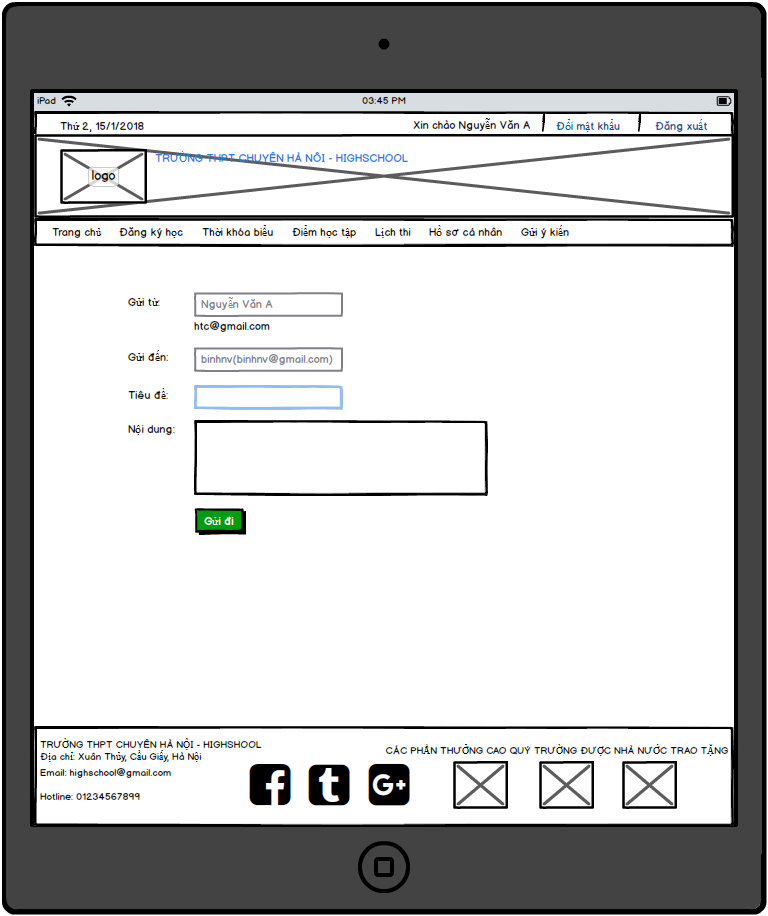 iPad 03:45 PM
Thứ 2, 15/1/2018 Xin chào Nguyễn Văn A Đổi mật khẩu Đăng xuất
logo TRƯỜNG THPT CHUYÊN HÀ NỘI - HIGHSCHOOL
Trang chủ Đăng ký học Thời khóa biểu Điểm học tập Lịch thi Hồ sơ cá nhân Gửi ý kiến
Gửi từ: Nguyễn Văn A
htc@gmail.com
Gửi đến: binhnv(binhnv@gmail.com)
Tiêu đề:
Nội dung:
Gửi đi
TRƯỜNG THPT CHUYÊN HÀ NỘI - HIGHSHOOL
Địa chỉ: Xuân Thủy, Cầu Giấy, Hà Nội
Email: highschool@gmail.com
Hotline: 01234567899
CÁC PHẦN THƯỞNG CAO QUÝ TRƯỜNG ĐƯỢC NHÀ NƯỚC TRAO TẶNG
f t G+